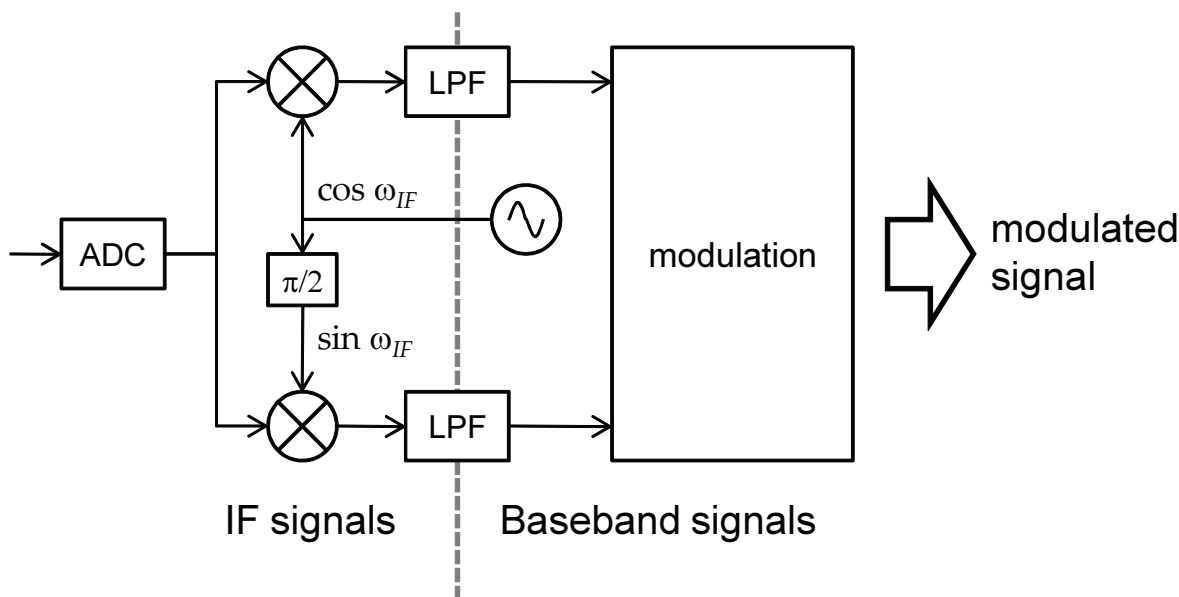 LPF
cos ω_IF
ADC
π/2
modulation
modulated
signal
sin ω_IF
LPF
IF signals
Baseband signals